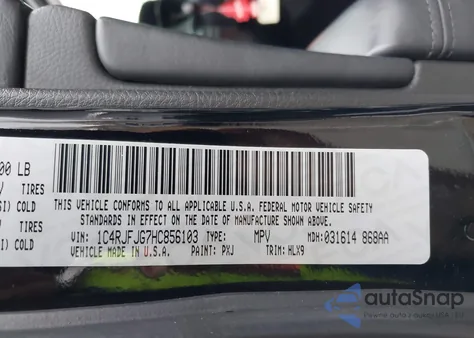 00 LB
TIRES
SI) COLD
TIRES
SI) COLD
THIS VEHICLE CONFORMS TO ALL APPLICABLE U.S.A. FEDERAL MOTOR VEHICLE SAFETY
STANDARDS IN EFFECT ON THE DATE OF MANUFACTURE SHOWN ABOVE.
VIN: 1C4RJFJG7HC856103 TYPE: MPV MDH: 031614 868AA
VEHICLE MADE IN U.S.A. PAINT: PXJ TRIM: HLX9
autoSnap